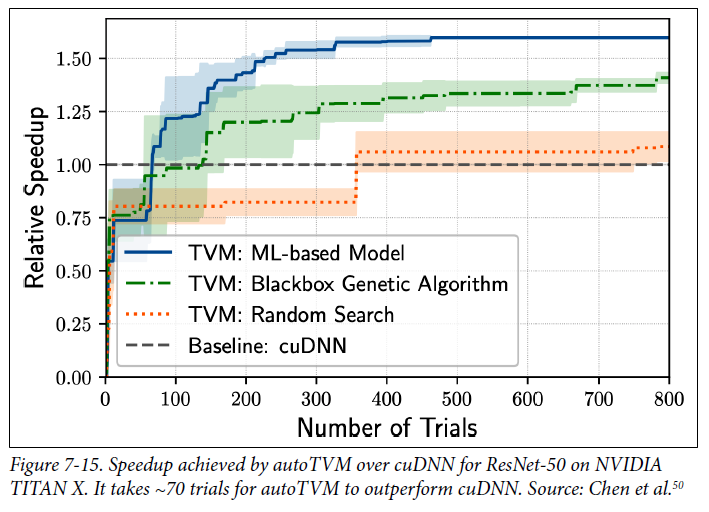 Relative Speedup
1.50
1.25
1.00
0.75
0.50
0.25
0.00
TVM: ML-based Model
TVM: Blackbox Genetic Algorithm
TVM: Random Search
Baseline: cuDNN
0 100 200 300 400 500 600 700 800
Number of Trials
Figure 7-15. Speedup achieved by autoTVM over cuDNN for ResNet-50 on NVIDIA
TITAN X. It takes ~70 trials for autoTVM to outperform cuDNN. Source: Chen et al.⁵⁰